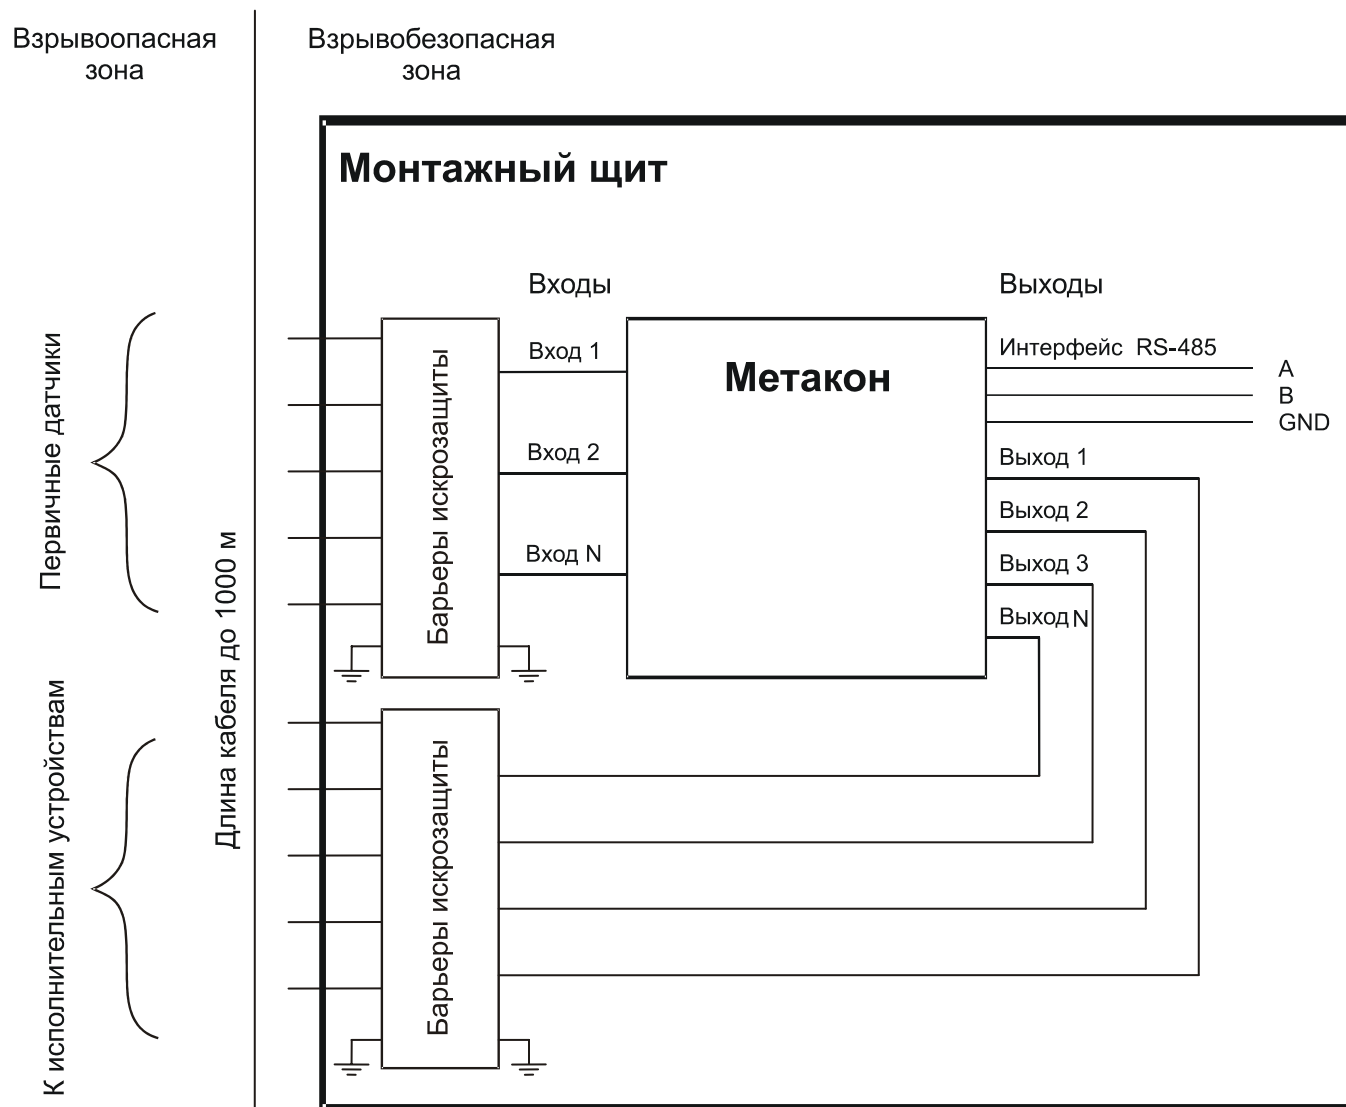 Взрывоопасная
зона
Взрывобезопасная
зона
Монтажный щит
Входы
Выходы
Первичные датчики
Барьеры искрозащиты
Вход 1
Вход 2
Вход N
Метакон
Интерфейс RS-485
A
B
GND
Выход 1
Выход 2
Выход 3
Выход N
Длина кабеля до 1000 м
К исполнительным устройствам
Барьеры искрозащиты